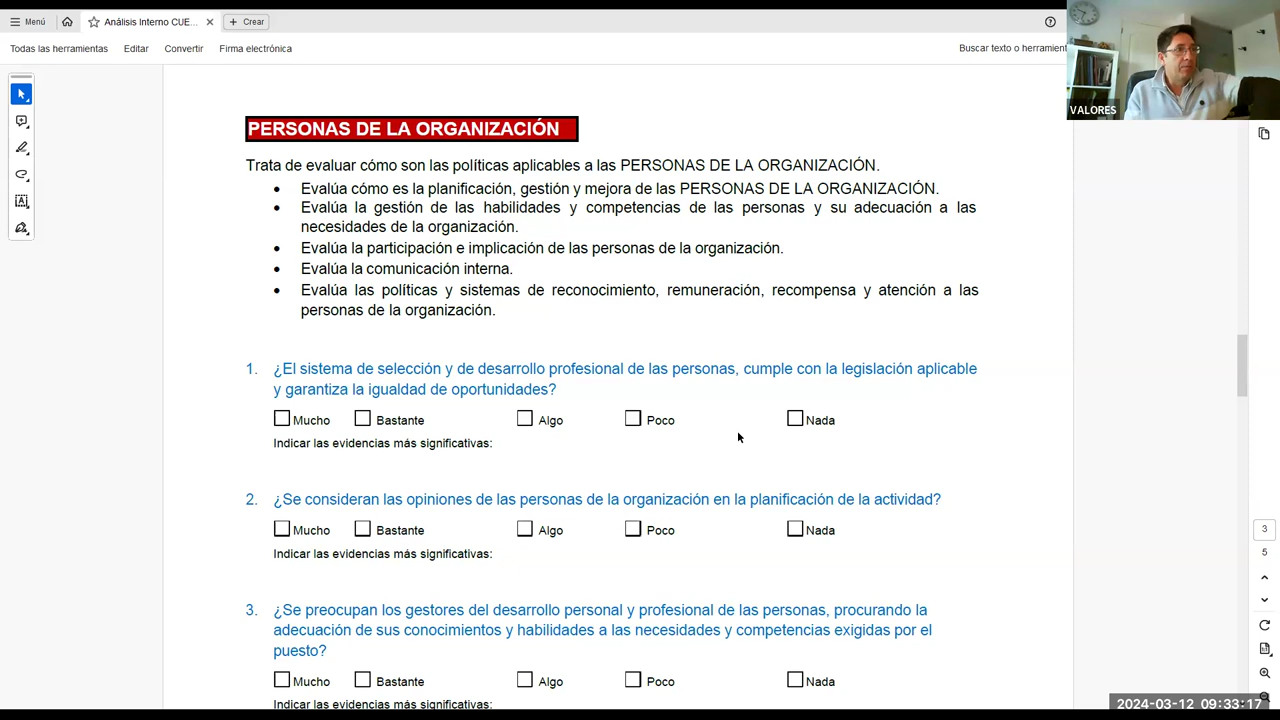 Menú
Análisis Interno CUE...
Crear
Todas las herramientas
Editar
Convertir
Firma electrónica
Buscar texto o herramient
VALORES
PERSONAS DE LA ORGANIZACIÓN
Trata de evaluar cómo son las políticas aplicables a las PERSONAS DE LA ORGANIZACIÓN.
• Evalúa cómo es la planificación, gestión y mejora de las PERSONAS DE LA ORGANIZACIÓN.
• Evalúa la gestión de las habilidades y competencias de las personas y su adecuación a las
necesidades de la organización.
• Evalúa la participación e implicación de las personas de la organización.
• Evalúa la comunicación interna.
• Evalúa las políticas y sistemas de reconocimiento, remuneración, recompensa y atención a las
personas de la organización.
1. ¿El sistema de selección y de desarrollo profesional de las personas, cumple con la legislación aplicable
y garantiza la igualdad de oportunidades?
Mucho Bastante Algo Poco Nada
Indicar las evidencias más significativas:
2. ¿Se consideran las opiniones de las personas de la organización en la planificación de la actividad?
Mucho Bastante Algo Poco Nada
Indicar las evidencias más significativas:
3. ¿Se preocupan los gestores del desarrollo personal y profesional de las personas, procurando la
adecuación de sus conocimientos y habilidades a las necesidades y competencias exigidas por el
puesto?
Mucho Bastante Algo Poco Nada
Indicar las evidencias más significativas:
3
5
2024-03-12 09:33:17